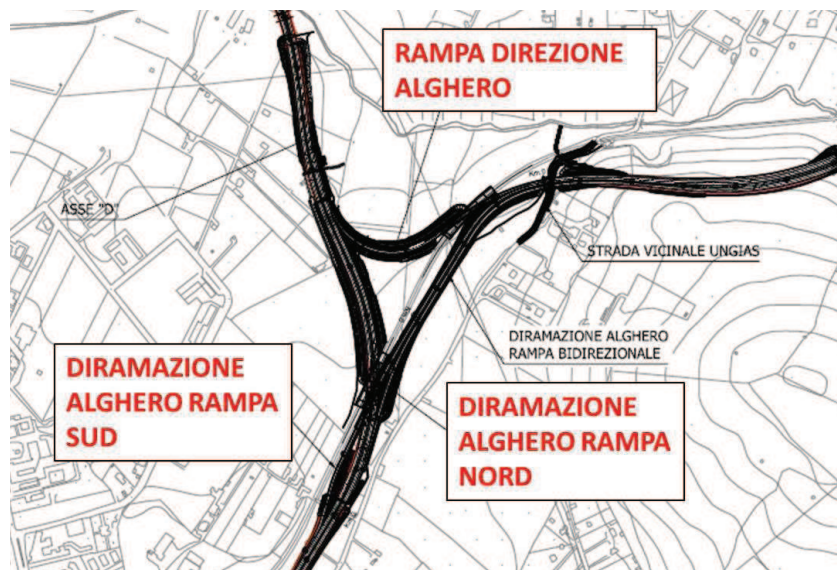 RAMPA DIREZIONE
ALGHERO
ASSE "D"
STRADA VICINALE UNGIAS
DIRAMAZIONE ALGHERO
RAMPA BIDIREZIONALE
DIRAMAZIONE
ALGHERO RAMPA
SUD
DIRAMAZIONE
ALGHERO RAMPA
NORD